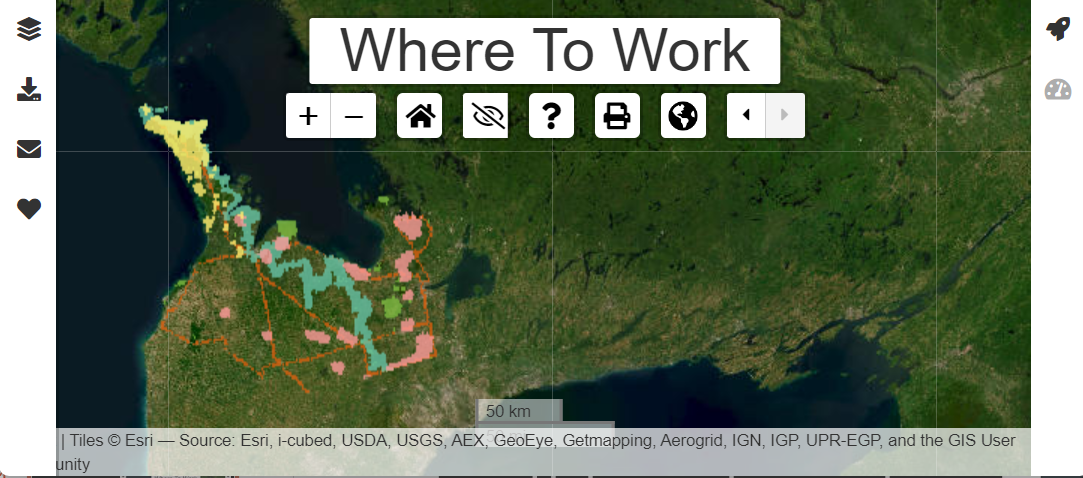 Where To Work
+ −
?
50 km
| Tiles © Esri — Source: Esri, i-cubed, USDA, USGS, AEX, GeoEye, Getmapping, Aerogrid, IGN, IGP, UPR-EGP, and the GIS User
unity